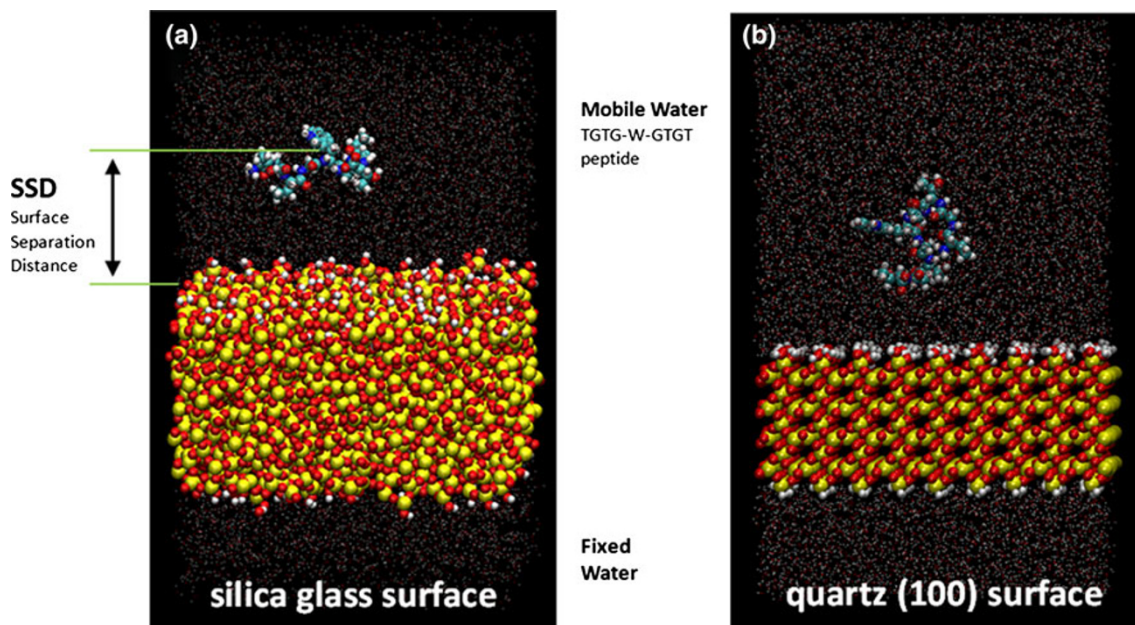 (a)
SSD
Surface
Separation
Distance
silica glass surface
Mobile Water
TGTG-W-GTGT
peptide
Fixed
Water
(b)
quartz (100) surface